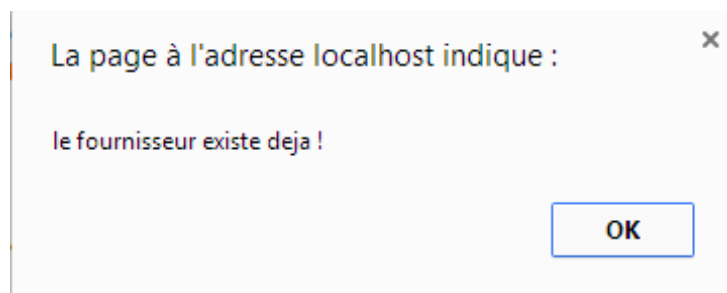 La page à l'adresse localhost indique :
le fournisseur existe deja !
OK